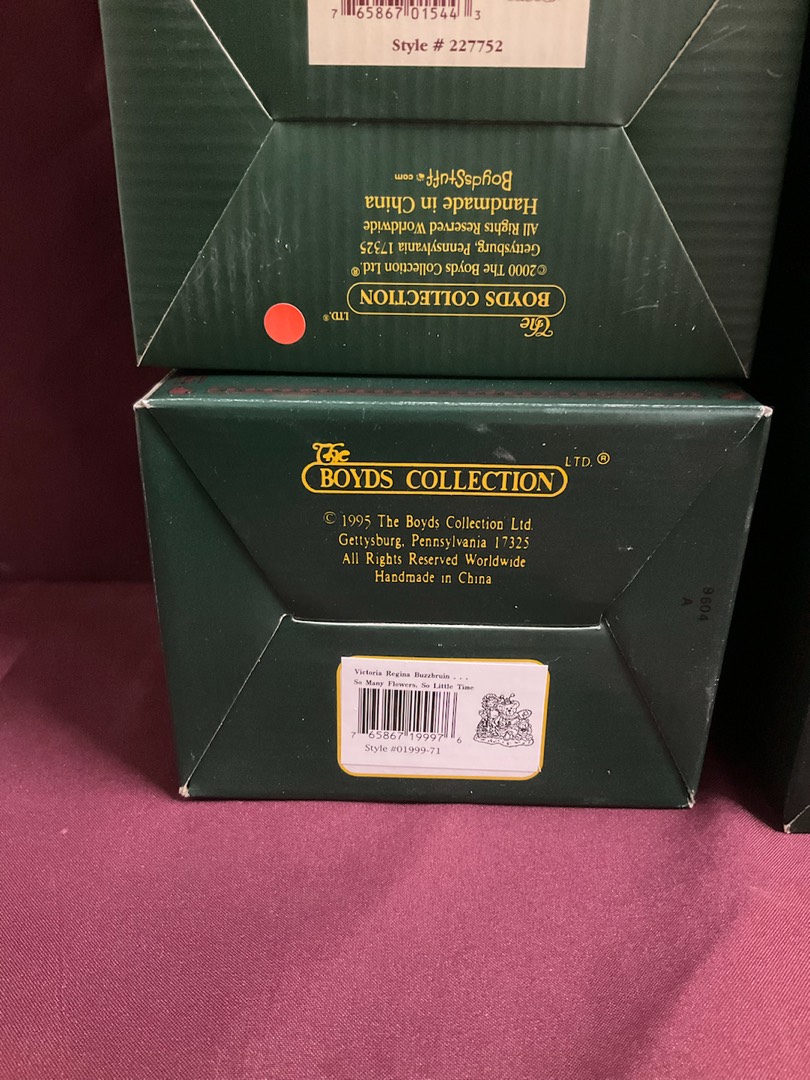 7 65867 01544 3
Style # 227752
The
BOYDS COLLECTION
LTD.®
©2000 The Boyds Collection Ltd.®
Gettysburg, Pennsylvania 17325
All Rights Reserved Worldwide
Handmade in China
BoydsStuff.com
The
BOYDS COLLECTION
LTD.®
© 1995 The Boyds Collection Ltd.
Gettysburg, Pennsylvania 17325
All Rights Reserved Worldwide
Handmade in China
9604
A
Victoria Regina Buzzbruin . . .
So Many Flowers, So Little Time
7 65867 19997 6
Style #01999-71